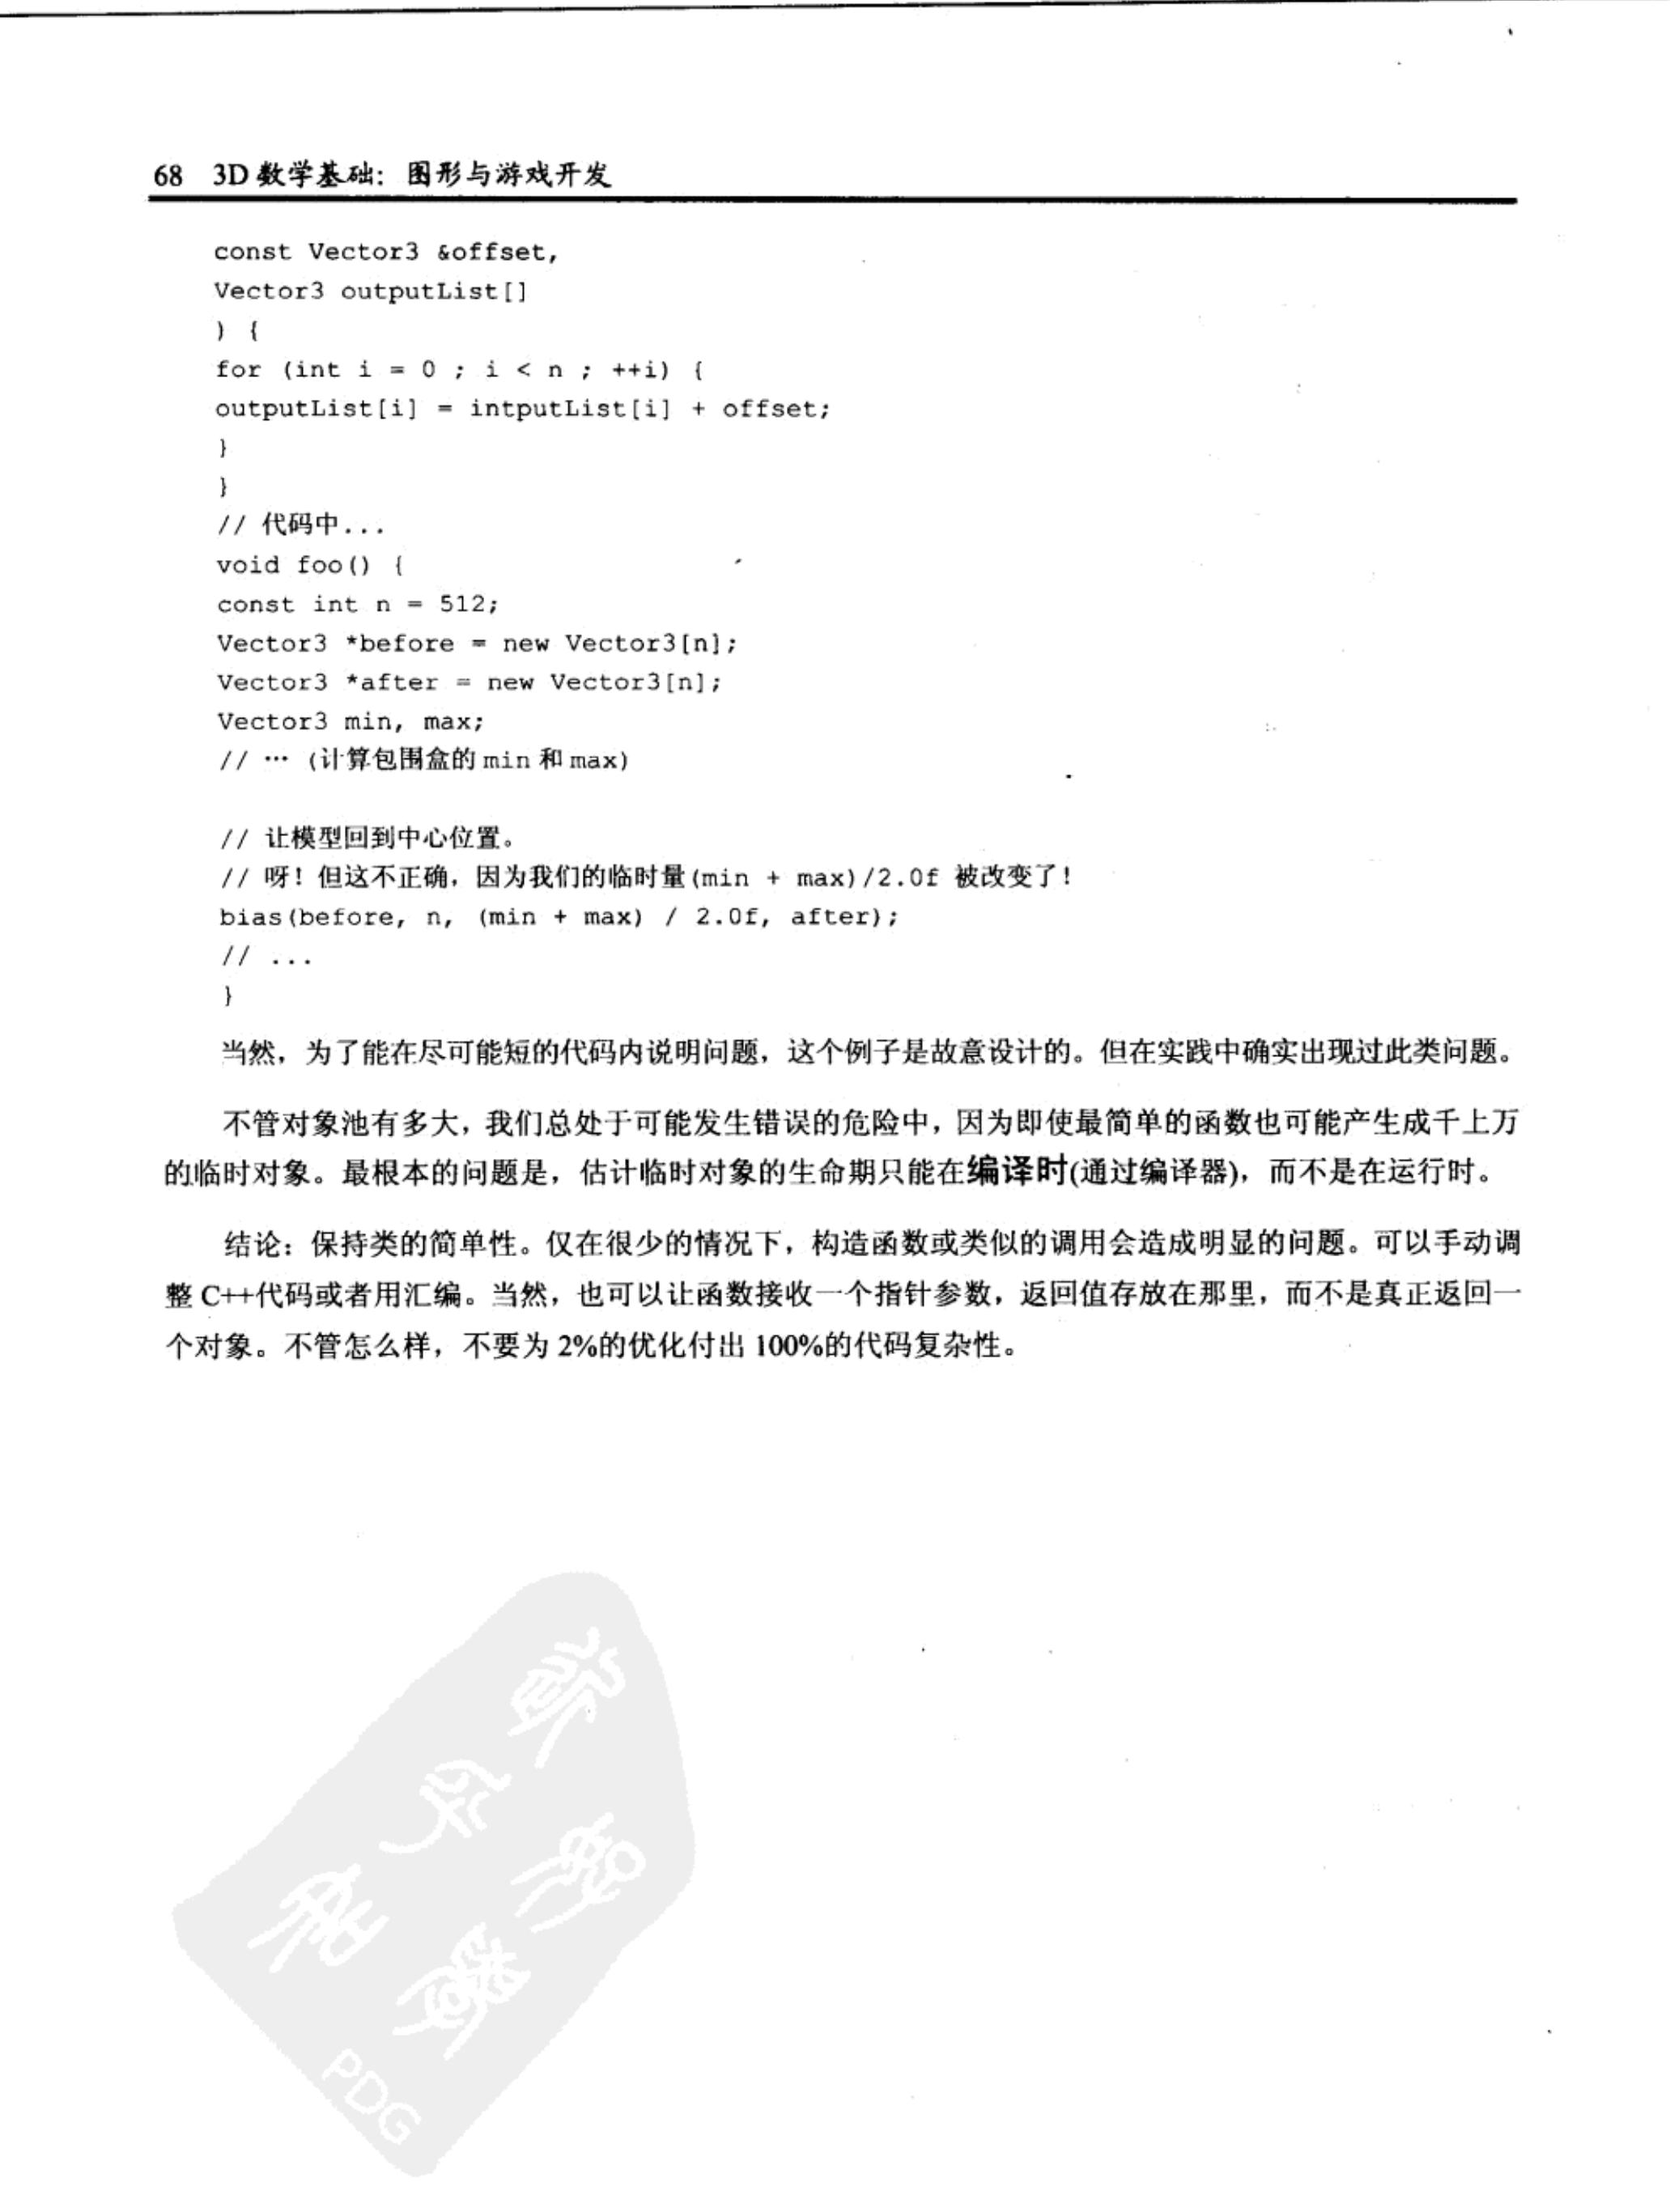 68 3D 数学基础：图形与游戏开发
const Vector3 &offset,
Vector3 outputList[]
) {
for (int i = 0 ; i < n ; ++i) {
outputList[i] = intputList[i] + offset;
}
}
// 代码中...
void foo() {
const int n = 512;
Vector3 *before = new Vector3[n];
Vector3 *after = new Vector3[n];
Vector3 min, max;
// … (计算包围盒的 min 和 max)
// 让模型回到中心位置。
// 呀！但这不正确，因为我们的临时量(min + max)/2.0f 被改变了！
bias(before, n, (min + max) / 2.0f, after);
// ...
}
当然，为了能在尽可能短的代码内说明问题，这个例子是故意设计的。但在实践中确实出现过此类问题。
不管对象池有多大，我们总处于可能发生错误的危险中，因为即使最简单的函数也可能产生成千上万
的临时对象。最根本的问题是，估计临时对象的生命期只能在编译时(通过编译器)，而不是在运行时。
结论：保持类的简单性。仅在很少的情况下，构造函数或类似的调用会造成明显的问题。可以手动调
整 C++代码或者用汇编。当然，也可以让函数接收一个指针参数，返回值存放在那里，而不是真正返回一
个对象。不管怎么样，不要为 2%的优化付出 100%的代码复杂性。
PDG